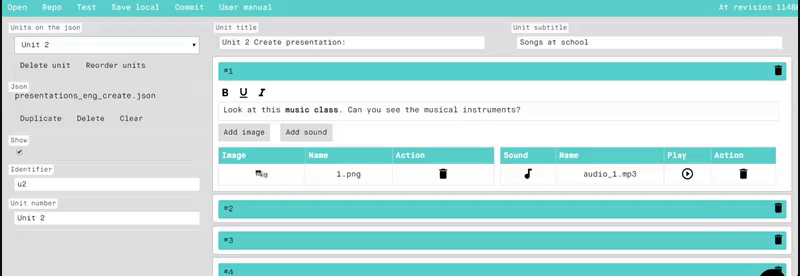 Open Repo Test Save local Commit User manual At revision 11480
Units on the json
Unit 2
Delete unit Reorder units
Json
presentations_eng_create.json
Duplicate Delete Clear
Show
Identifier
u2
Unit number
Unit 2
Unit title Unit subtitle
Unit 2 Create presentation: Songs at school
#1
B U I
Look at this music class. Can you see the musical instruments?
Add image Add sound
Image Name Action Sound Name Play Action
1.png audio_1.mp3
#2
#3
#4